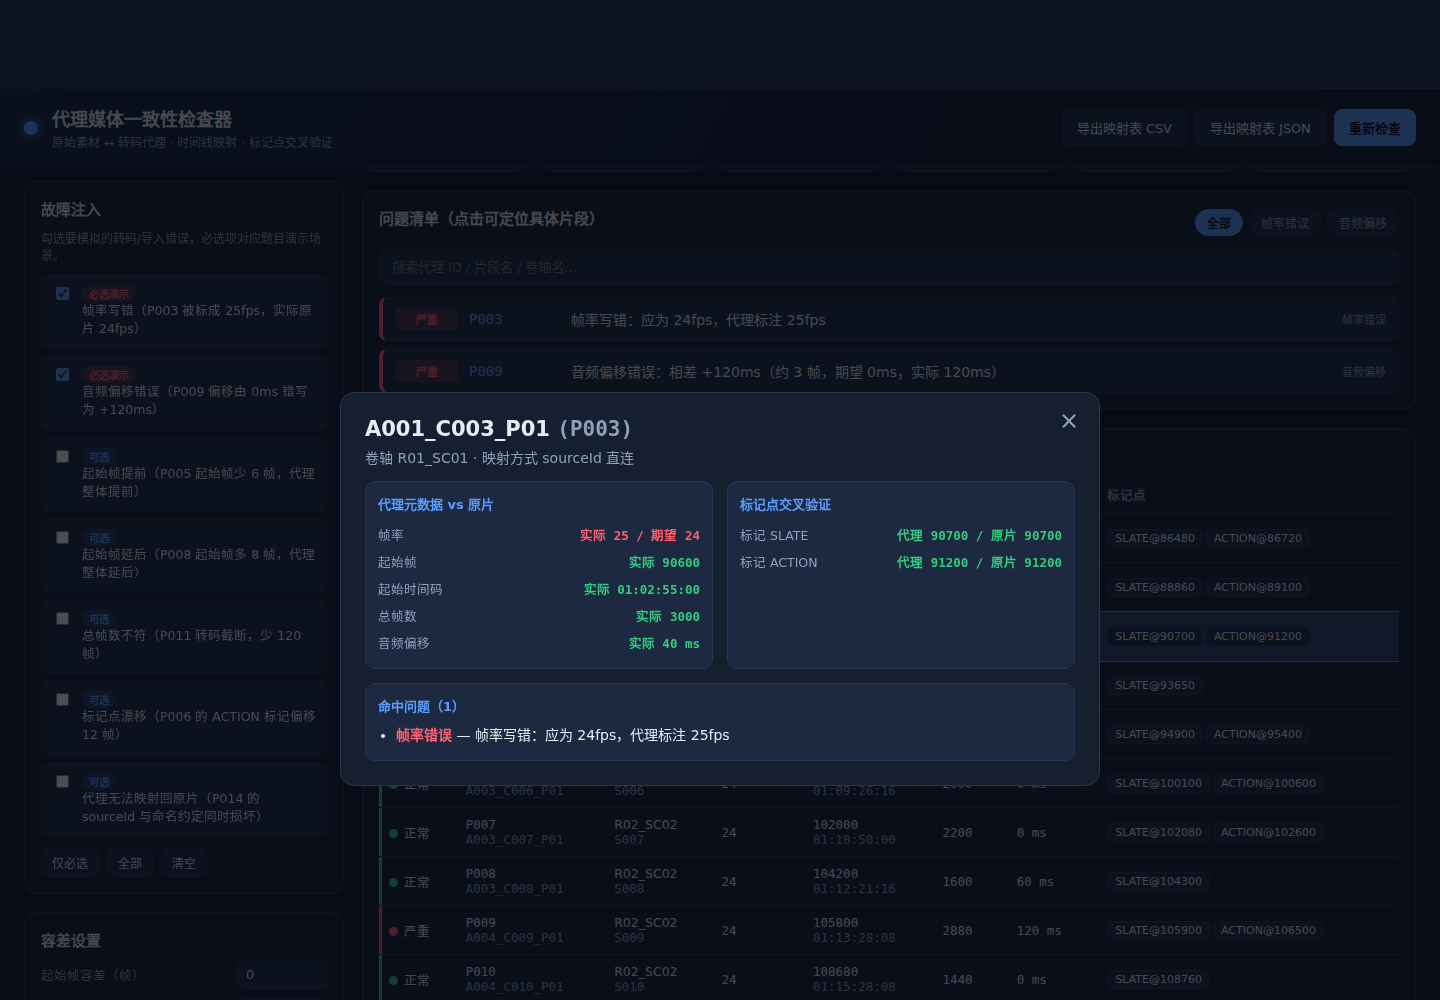 代理媒体一致性检查器
原始素材 ↔ 转码代理 · 时间线映射 · 标记点交叉验证
导出映射表 CSV
导出映射表 JSON
重新检查
故障注入
勾选要模拟的转码/导入错误，必选项对应题目演示场
景。
必选演示
帧率写错（P003 被标成 25fps，实际原
片 24fps）
必选演示
音频偏移错误（P009 偏移由 0ms 错写
为 +120ms）
可选
起始帧提前（P005 起始帧少 6 帧，代理
整体提前）
可选
起始帧延后（P008 起始帧多 8 帧，代理
整体延后）
可选
总帧数不符（P011 转码截断，少 120
帧）
可选
标记点漂移（P006 的 ACTION 标记偏移
12 帧）
可选
代理无法映射回原片（P014 的
sourceId 与命名约定同时损坏）
仅必选 全部 清空
容差设置
起始帧容差（帧） 0
问题清单（点击可定位具体片段）
全部 帧率错误 音频偏移
搜索代理 ID / 片段名 / 卷轴名...
严重 P003 帧率写错：应为 24fps，代理标注 25fps 帧率错误
严重 P009 音频偏移错误：相差 +120ms（约 3 帧，期望 0ms，实际 120ms） 音频偏移
A001_C003_P01 (P003) ×
卷轴 R01_SC01 · 映射方式 sourceId 直连
代理元数据 vs 原片
帧率 实际 25 / 期望 24
起始帧 实际 90600
起始时间码 实际 01:02:55:00
总帧数 实际 3000
音频偏移 实际 40 ms
标记点交叉验证
标记 SLATE 代理 90700 / 原片 90700
标记 ACTION 代理 91200 / 原片 91200
命中问题（1）
• 帧率错误 — 帧率写错：应为 24fps，代理标注 25fps
标记点
SLATE@86480 ACTION@86720
SLATE@88860 ACTION@89100
SLATE@90700 ACTION@91200
SLATE@93650
SLATE@94900 ACTION@95400
SLATE@100100 ACTION@100600
A003_C006_P01 S006 01:09:26:16
正常 P007 R02_SC02 24 102000 2200 0 ms SLATE@102080 ACTION@102600
A003_C007_P01 S007 01:10:50:00
正常 P008 R02_SC02 24 104200 1600 60 ms SLATE@104300
A003_C008_P01 S008 01:12:21:16
严重 P009 R02_SC02 24 105800 2880 120 ms SLATE@105900 ACTION@106500
A004_C009_P01 S009 01:13:28:08
正常 P010 R02_SC02 24 108680 1440 0 ms SLATE@108760
A004_C010_P01 S010 01:15:28:08